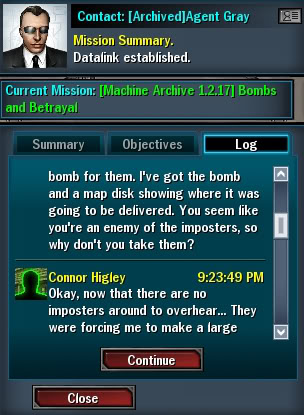 Contact: [Archived]Agent Gray
Mission Summary.
Datalink established.
Current Mission: [Machine Archive 1.2.17] Bombs
and Betrayal
Summary Objectives Log
bomb for them. I've got the bomb
and a map disk showing where it was
going to be delivered. You seem like
you're an enemy of the imposters, so
why don't you take them?
Connor Higley 9:23:49 PM
Okay, now that there are no
imposters around to overhear... They
were forcing me to make a large
Continue
Close